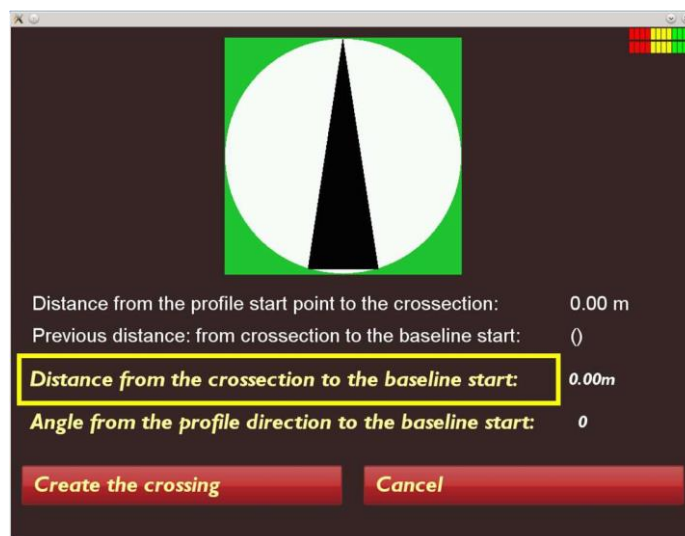 Distance from the profile start point to the crossection: 0.00 m
Previous distance: from crossection to the baseline start: ()
Distance from the crossection to the baseline start: 0.00m
Angle from the profile direction to the baseline start: 0
Create the crossing Cancel